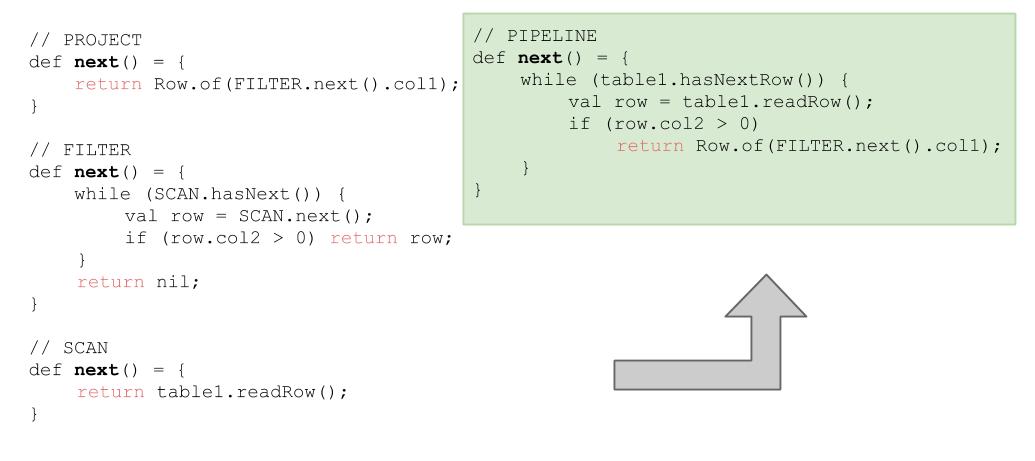 // PROJECT
def next() = {
return Row.of(FILTER.next().col1);
}
// FILTER
def next() = {
while (SCAN.hasNext()) {
val row = SCAN.next();
if (row.col2 > 0) return row;
}
return nil;
}
// SCAN
def next() = {
return table1.readRow();
}
// PIPELINE
def next() = {
while (table1.hasNextRow()) {
val row = table1.readRow();
if (row.col2 > 0)
return Row.of(FILTER.next().col1);
}
}